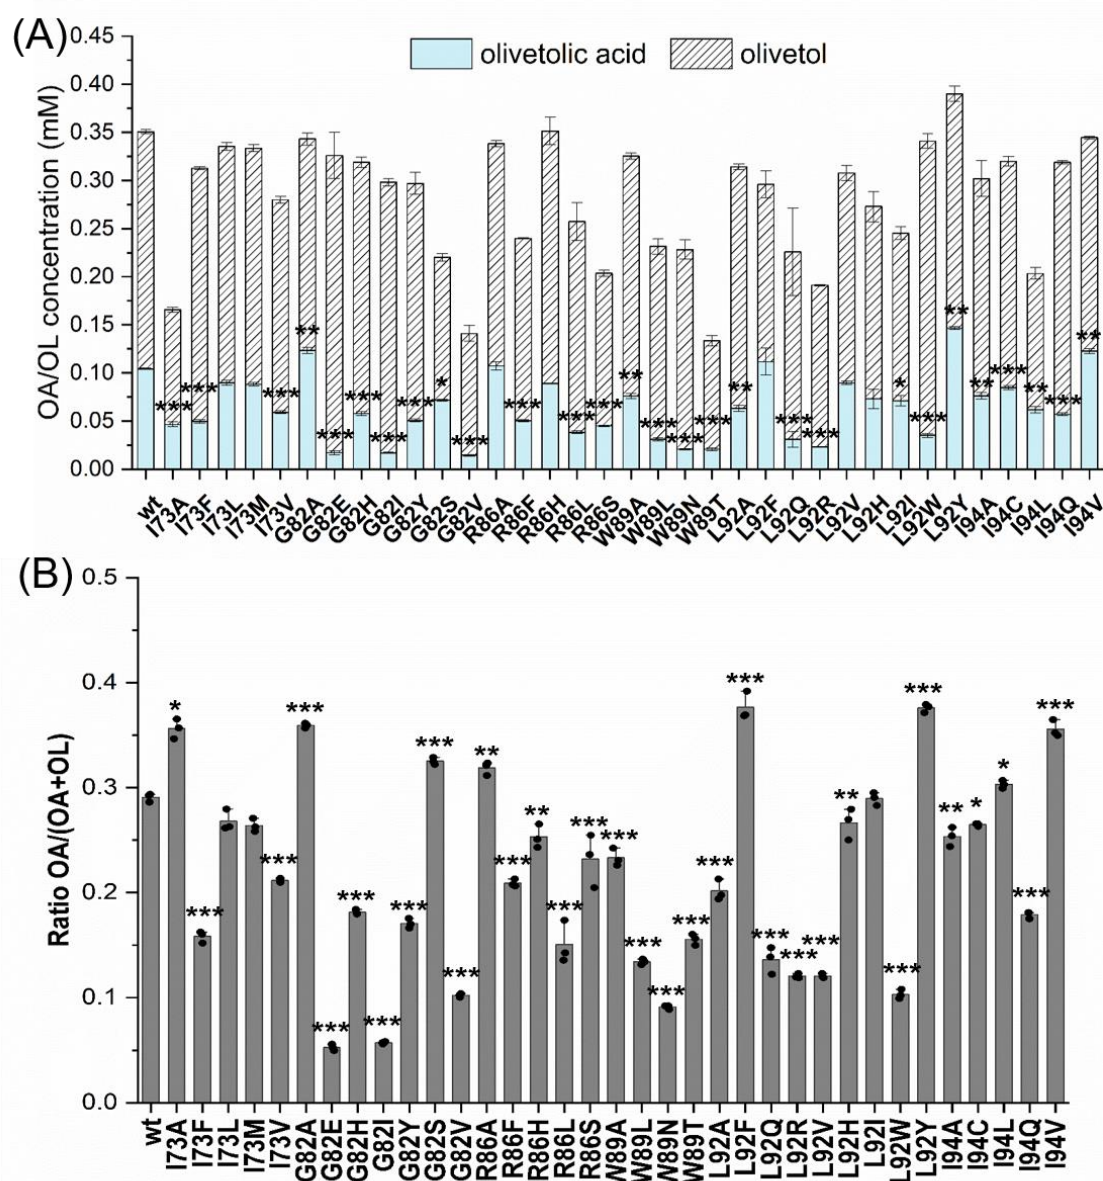 (A)
OA/OL concentration (mM)
0.45
0.40
0.35
0.30
0.25
0.20
0.15
0.10
0.05
0.00
olivetolic acid
olivetol
***
***
***
**
***
***
***
***
*
***
***
***
***
**
***
***
***
**
***
***
*
***
**
**
***
**
***
**
wt
I73A
I73F
I73L
I73M
I73V
G82A
G82E
G82H
G82I
G82Y
G82S
G82V
R86A
R86F
R86H
R86L
R86S
W89A
W89L
W89N
W89T
L92A
L92F
L92Q
L92R
L92V
L92H
L92I
L92W
L92Y
I94A
I94C
I94L
I94Q
I94V
(B)
Ratio OA/(OA+OL)
0.5
0.4
0.3
0.2
0.1
0.0
*
***
***
***
***
***
***
***
***
***
**
***
**
***
***
***
***
***
***
***
***
***
***
***
**
***
***
**
*
*
***
***
wt
I73A
I73F
I73L
I73M
I73V
G82A
G82E
G82H
G82I
G82Y
G82S
G82V
R86A
R86F
R86H
R86L
R86S
W89A
W89L
W89N
W89T
L92A
L92F
L92Q
L92R
L92V
L92H
L92I
L92W
L92Y
I94A
I94C
I94L
I94Q
I94V